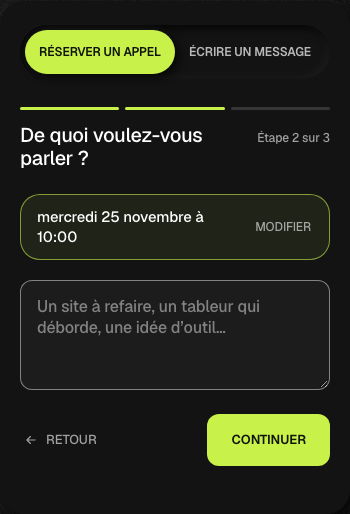 RÉSERVER UN APPEL
ÉCRIRE UN MESSAGE
De quoi voulez-vous
parler ?
Étape 2 sur 3
mercredi 25 novembre à
10:00
MODIFIER
Un site à refaire, un tableur qui
déborde, une idée d’outil…
← RETOUR
CONTINUER